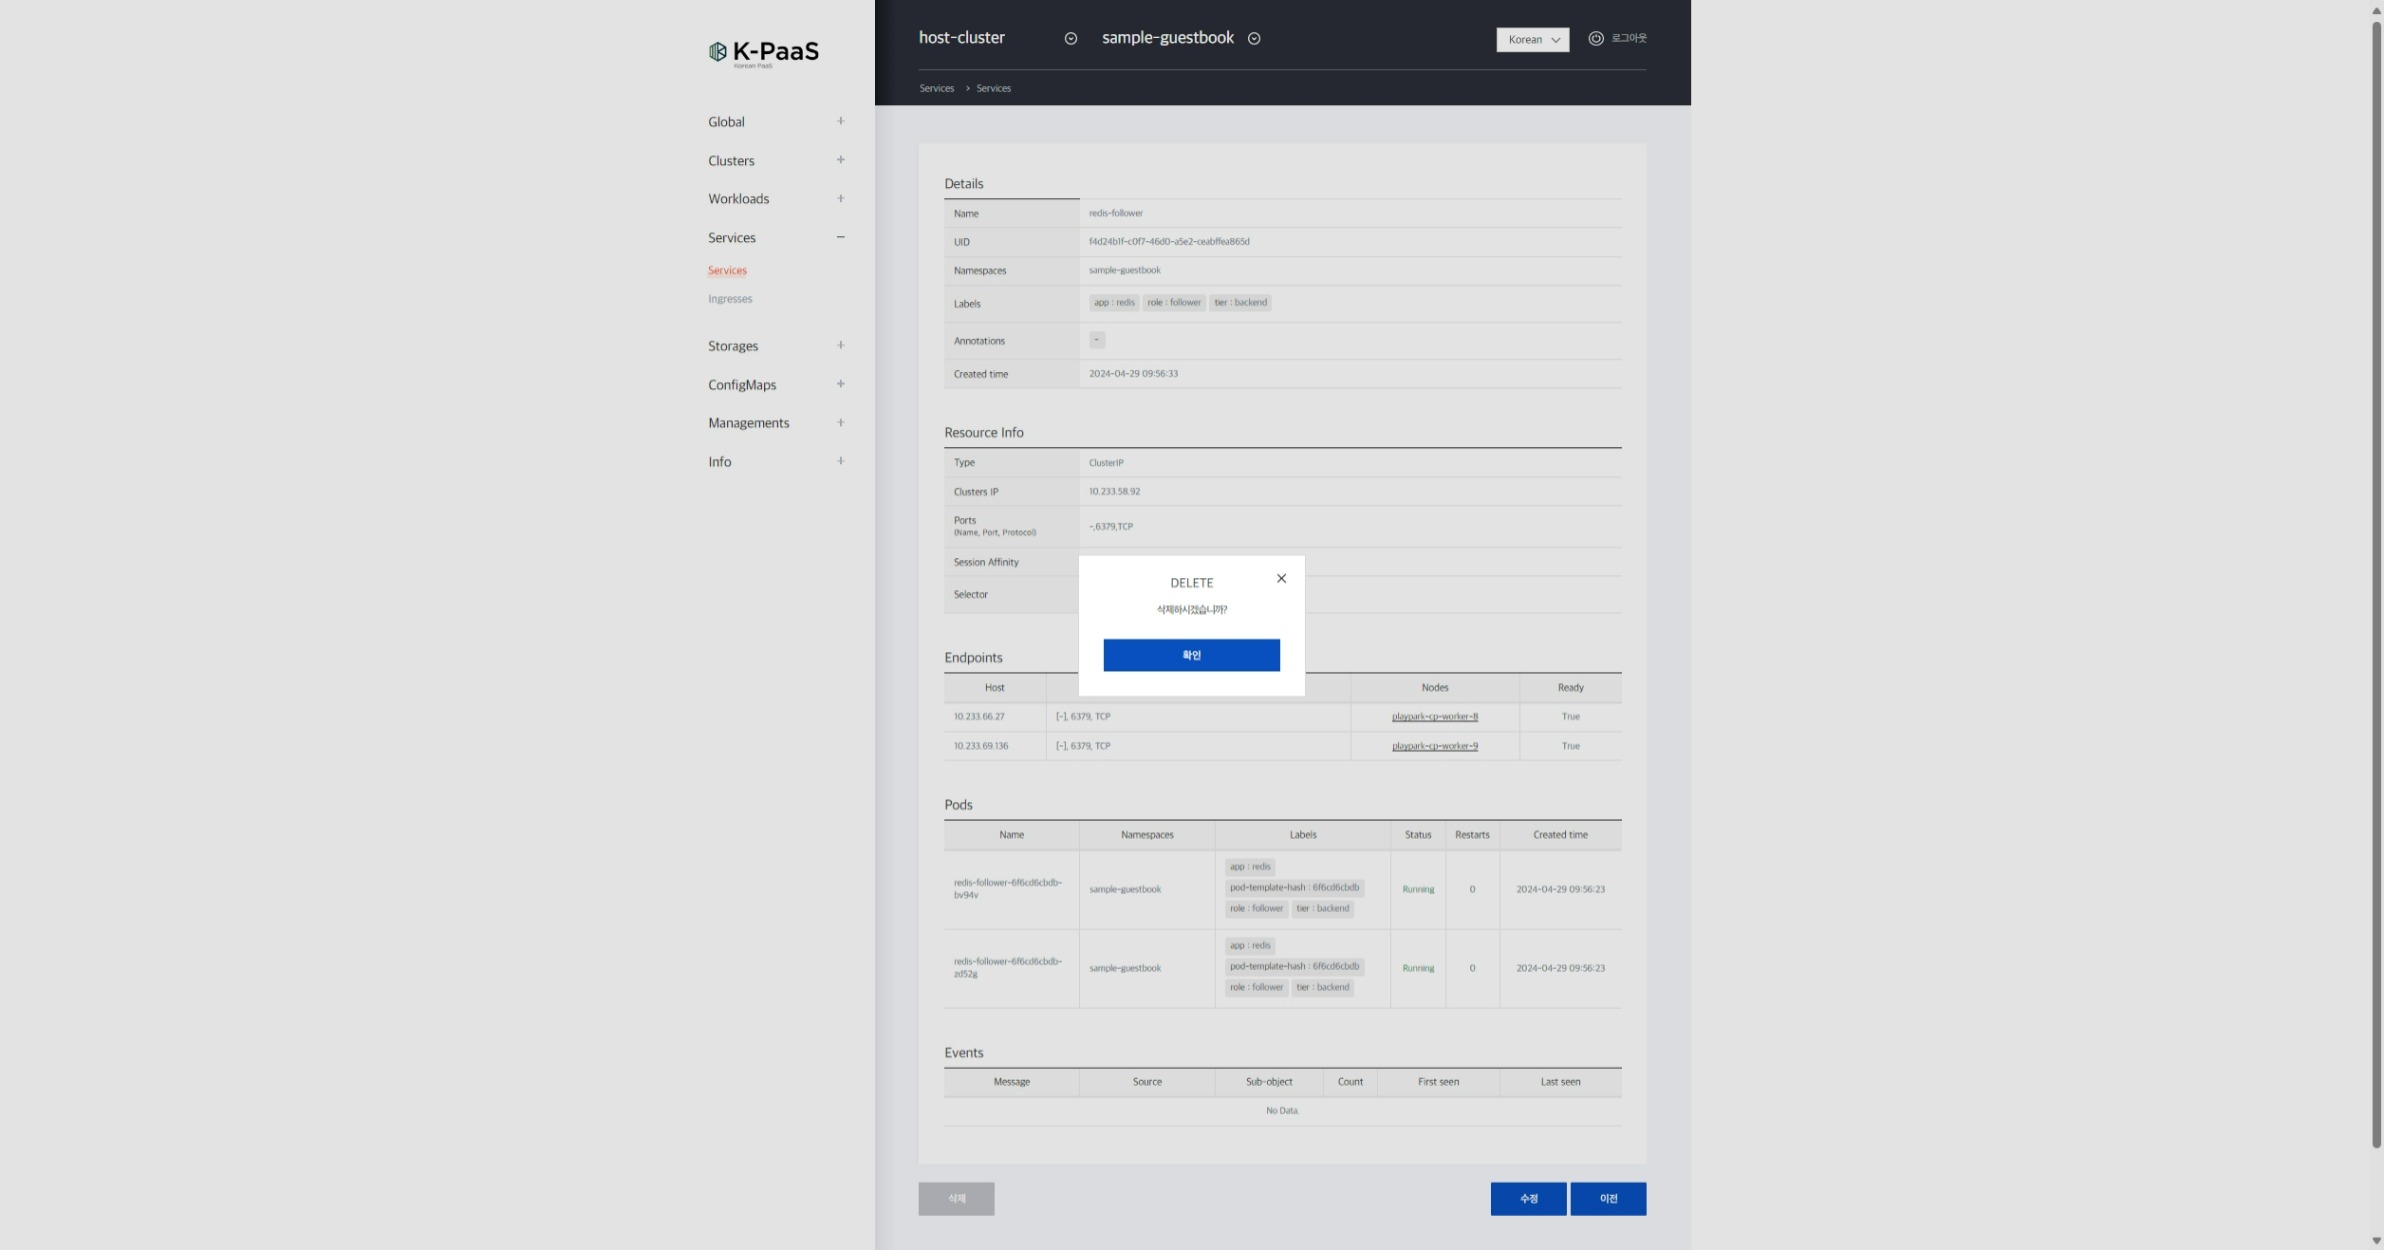 K-PaaS
Korean PaaS
host-cluster
sample-guestbook
Korean
로그아웃
Services > Services
Global
Clusters
Workloads
Services
Services
Ingresses
Storages
ConfigMaps
Managements
Info
Details
Name redis-follower
UID f4d24b1f-c0f7-46d0-a5e2-ceabffea865d
Namespaces sample-guestbook
Labels app : redis role : follower tier : backend
Annotations -
Created time 2024-04-29 09:56:33
Resource Info
Type ClusterIP
Clusters IP 10.233.58.92
Ports
(Name, Port, Protocol)
-,6379,TCP
Session Affinity
Selector
DELETE
삭제하시겠습니까?
확인
Endpoints
Host Nodes Ready
10.233.66.27 [-], 6379, TCP playpark-cp-worker-8 True
10.233.69.136 [-], 6379, TCP playpark-cp-worker-9 True
Pods
Name Namespaces Labels Status Restarts Created time
redis-follower-6f6cd6cbdb-
bv94v
sample-guestbook
app : redis
pod-template-hash : 6f6cd6cbdb
role : follower tier : backend
Running 0 2024-04-29 09:56:23
redis-follower-6f6cd6cbdb-
zd52g
sample-guestbook
app : redis
pod-template-hash : 6f6cd6cbdb
role : follower tier : backend
Running 0 2024-04-29 09:56:23
Events
Message Source Sub-object Count First seen Last seen
No Data.
삭제
수정
이전